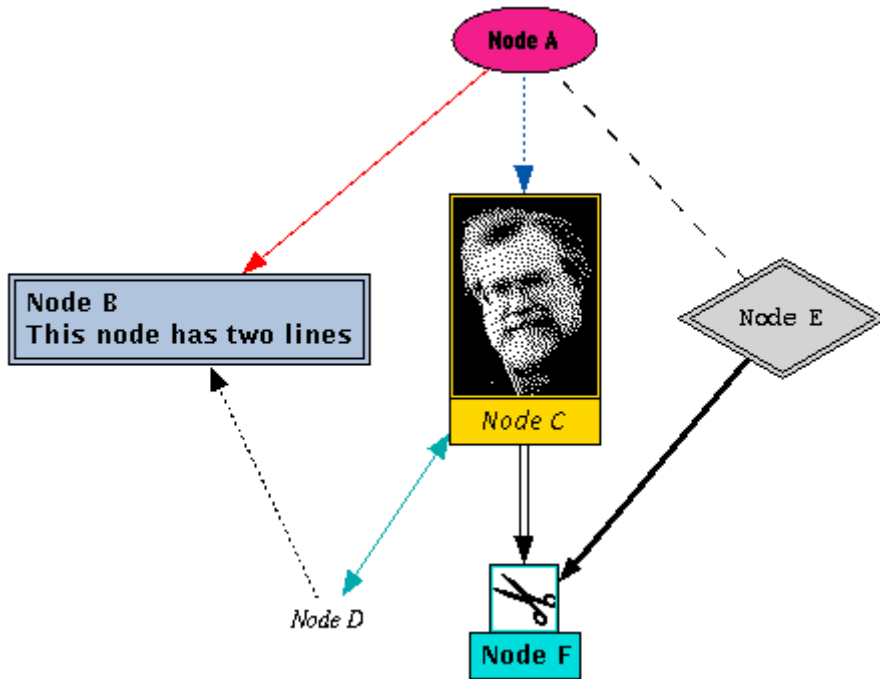 Node A
Node B
This node has two lines
Node E
Node C
Node D
Node F